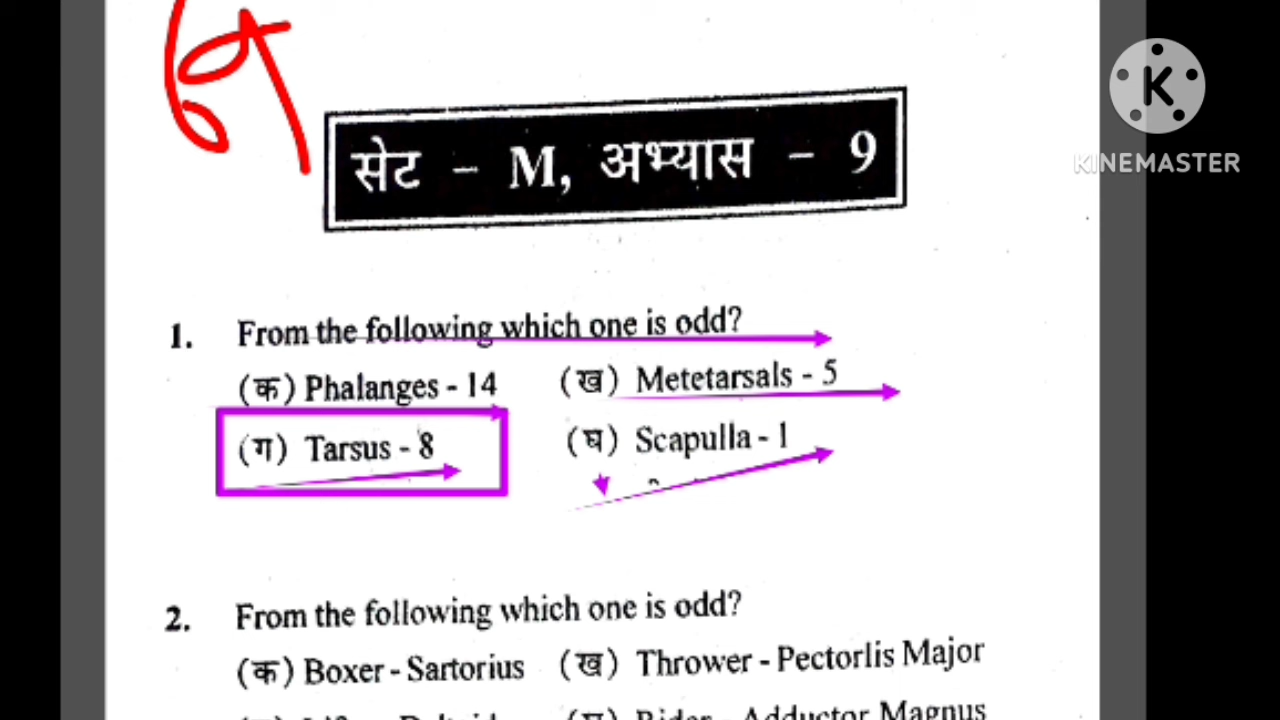 K
KINEMASTER
सेट – M, अभ्यास – 9
1. From the following which one is odd?
(क) Phalanges - 14 (ख) Metetarsals - 5
(ग) Tarsus - 8 (घ) Scapulla - 1
2. From the following which one is odd?
(क) Boxer - Sartorius (ख) Thrower - Pectorlis Major
Rider - Adductor Magnus